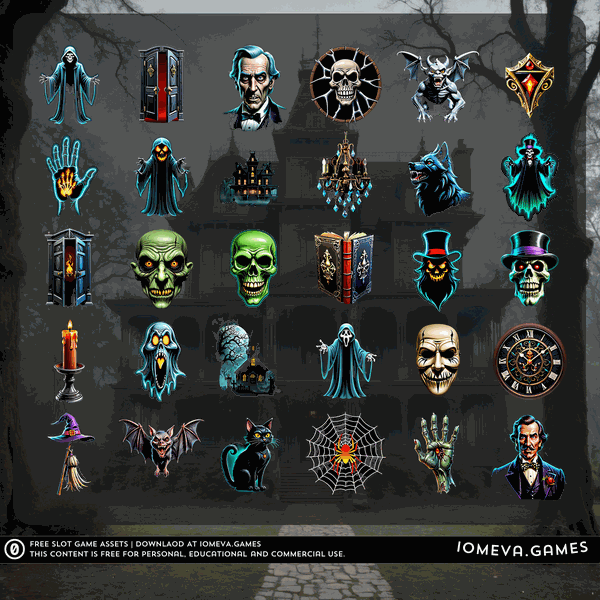 FREE SLOT GAME ASSETS | DOWNLAOD AT IOMEVA.GAMES
THIS CONTENT IS FREE FOR PERSONAL, EDUCATIONAL AND COMMERCIAL USE.
IOMEVA.GAMES